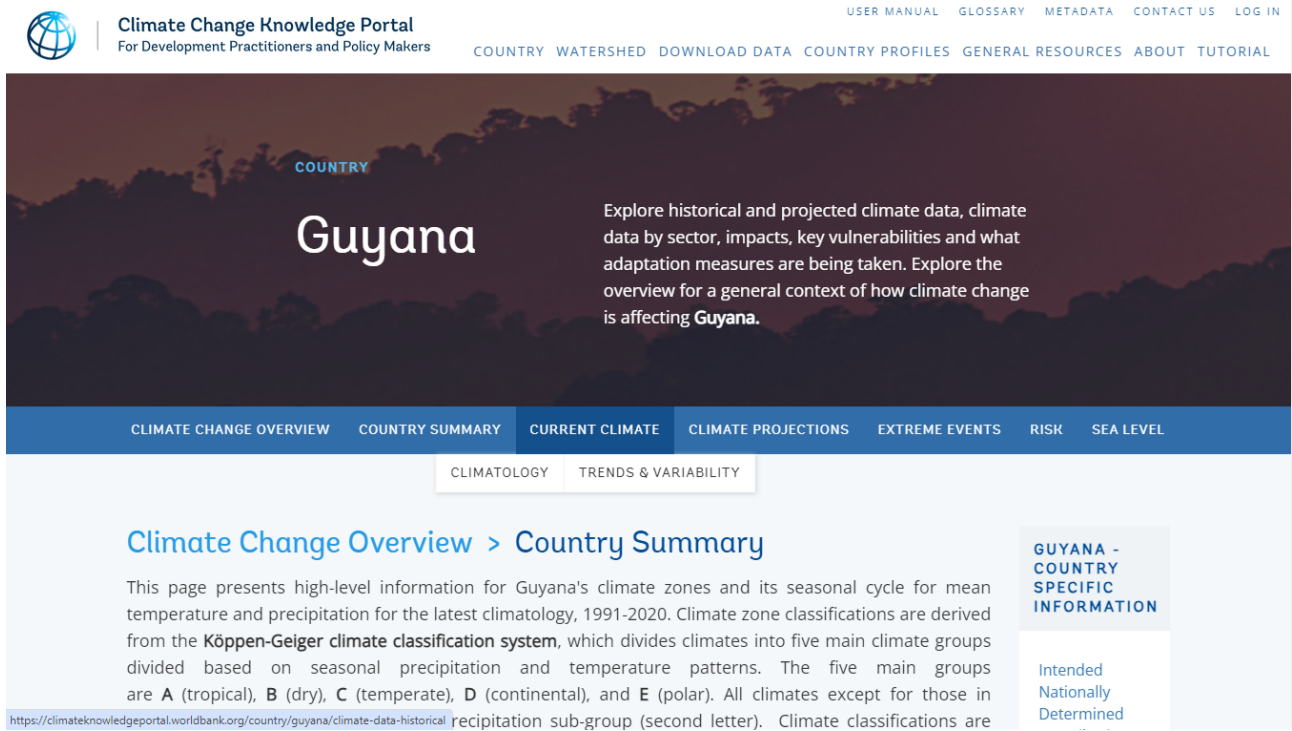 USER MANUAL GLOSSARY METADATA CONTACT US LOG IN
Climate Change Knowledge Portal
For Development Practitioners and Policy Makers
COUNTRY WATERSHED DOWNLOAD DATA COUNTRY PROFILES GENERAL RESOURCES ABOUT TUTORIAL
COUNTRY
Guyana
Explore historical and projected climate data, climate
data by sector, impacts, key vulnerabilities and what
adaptation measures are being taken. Explore the
overview for a general context of how climate change
is affecting Guyana.
CLIMATE CHANGE OVERVIEW COUNTRY SUMMARY CURRENT CLIMATE CLIMATE PROJECTIONS EXTREME EVENTS RISK SEA LEVEL
CLIMATOLOGY TRENDS & VARIABILITY
Climate Change Overview > Country Summary
This page presents high-level information for Guyana's climate zones and its seasonal cycle for mean
temperature and precipitation for the latest climatology, 1991-2020. Climate zone classifications are derived
from the Köppen-Geiger climate classification system, which divides climates into five main climate groups
divided based on seasonal precipitation and temperature patterns. The five main groups
are A (tropical), B (dry), C (temperate), D (continental), and E (polar). All climates except for those in
recipitation sub-group (second letter). Climate classifications are
GUYANA -
COUNTRY
SPECIFIC
INFORMATION
Intended
Nationally
Determined
https://climateknowledgeportal.worldbank.org/country/guyana/climate-data-historical